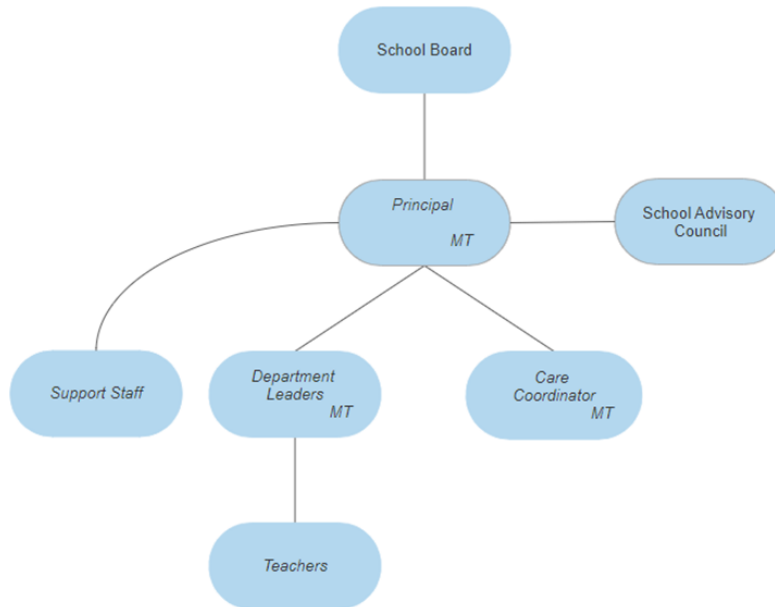 School Board
Principal
MT
School Advisory
Council
Support Staff
Department
Leaders
MT
Care
Coordinator
MT
Teachers